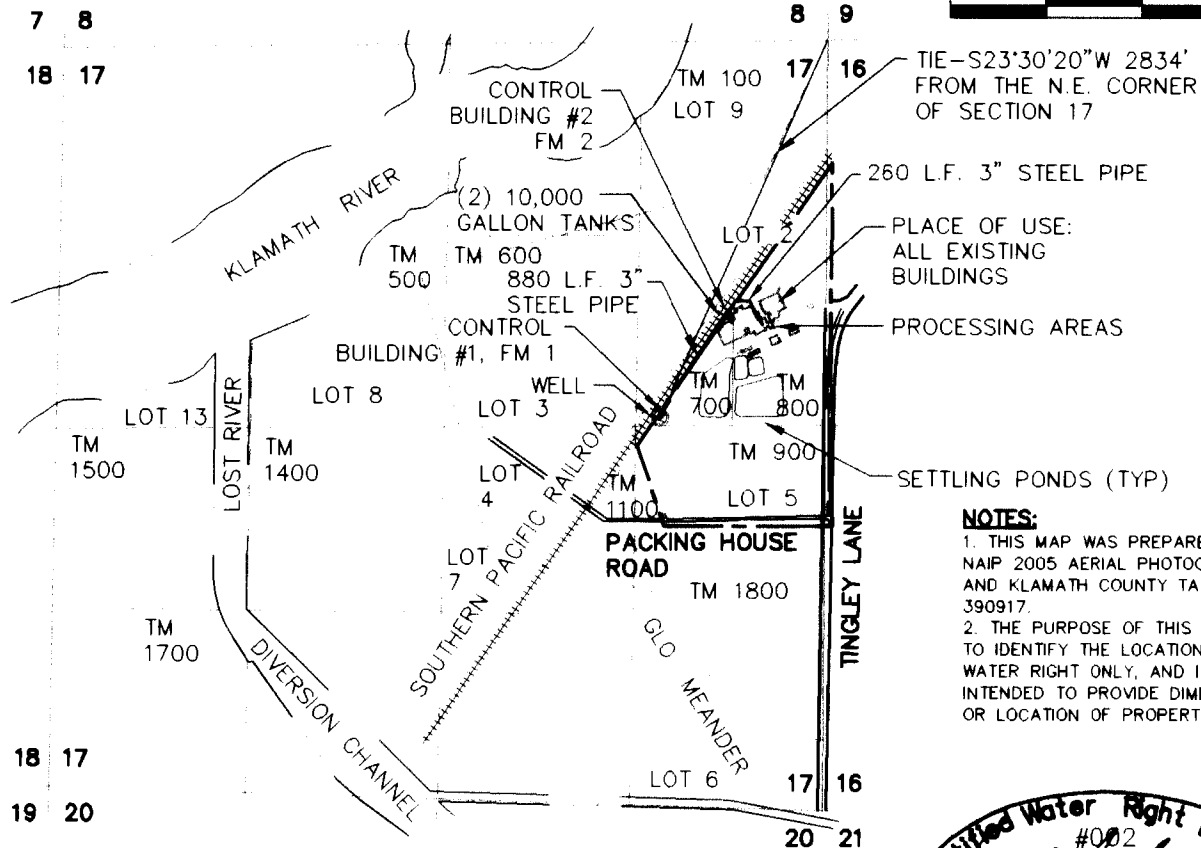 7 8
8 9
18 17
17 16
TIE-S23°30'20"W 2834'
FROM THE N.E. CORNER
OF SECTION 17
CONTROL
BUILDING #2
FM 2
TM 100
LOT 9
260 L.F. 3" STEEL PIPE
KLAMATH RIVER
(2) 10,000
GALLON TANKS
LOT 2
PLACE OF USE:
ALL EXISTING
BUILDINGS
TM
500
TM 600
880 L.F. 3"
STEEL PIPE
PROCESSING AREAS
CONTROL
BUILDING #1, FM 1
WELL
LOT 13
LOT 8
LOT 3
TM
700
TM
800
TM
1500
LOST RIVER
TM
1400
LOT
4
SOUTHERN PACIFIC RAILROAD
TM 900
SETTLING PONDS (TYP)
TM
1100
LOT 5
PACKING HOUSE
ROAD
TINGLEY LANE
LOT
7
TM 1800
TM
1700
DIVERSION CHANNEL
GLO MEANDER
NOTES:
1. THIS MAP WAS PREPARE
NAIP 2005 AERIAL PHOTO
AND KLAMATH COUNTY TA
390917.
2. THE PURPOSE OF THIS
TO IDENTIFY THE LOCATION
WATER RIGHT ONLY, AND I
INTENDED TO PROVIDE DIM
OR LOCATION OF PROPERT
18 17
LOT 6
17 16
19 20
20 21
Water Right
#002